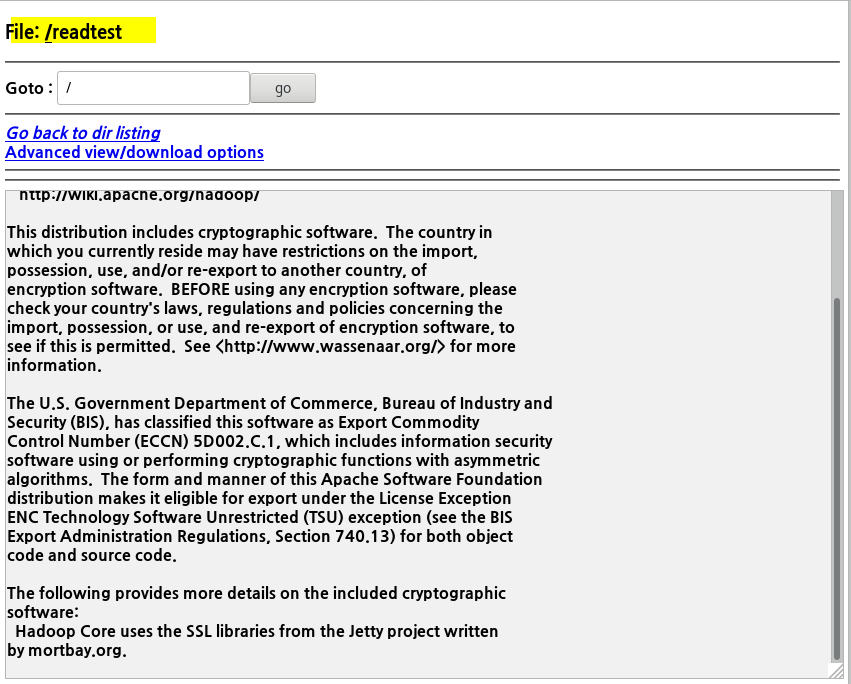 File: /readtest
Goto : / go
Go back to dir listing
Advanced view/download options
http://wiki.apache.org/hadoop/
This distribution includes cryptographic software.  The country in
which you currently reside may have restrictions on the import,
possession, use, and/or re-export to another country, of
encryption software.  BEFORE using any encryption software, please
check your country's laws, regulations and policies concerning the
import, possession, or use, and re-export of encryption software, to
see if this is permitted.  See <http://www.wassenaar.org/> for more
information.
The U.S. Government Department of Commerce, Bureau of Industry and
Security (BIS), has classified this software as Export Commodity
Control Number (ECCN) 5D002.C.1, which includes information security
software using or performing cryptographic functions with asymmetric
algorithms.  The form and manner of this Apache Software Foundation
distribution makes it eligible for export under the License Exception
ENC Technology Software Unrestricted (TSU) exception (see the BIS
Export Administration Regulations, Section 740.13) for both object
code and source code.
The following provides more details on the included cryptographic
software:
Hadoop Core uses the SSL libraries from the Jetty project written
by mortbay.org.